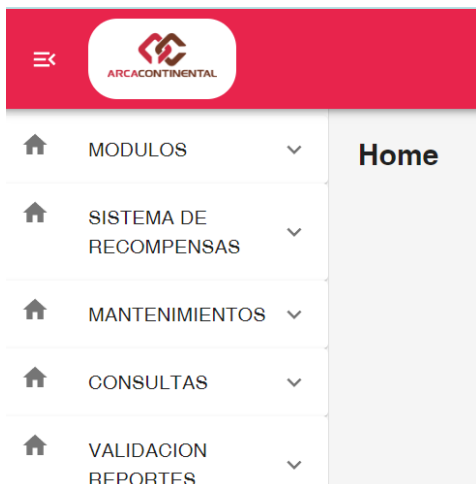 ARCACONTINENTAL
MODULOS
Home
SISTEMA DE
RECOMPENSAS
MANTENIMIENTOS
CONSULTAS
VALIDACION
REPORTES